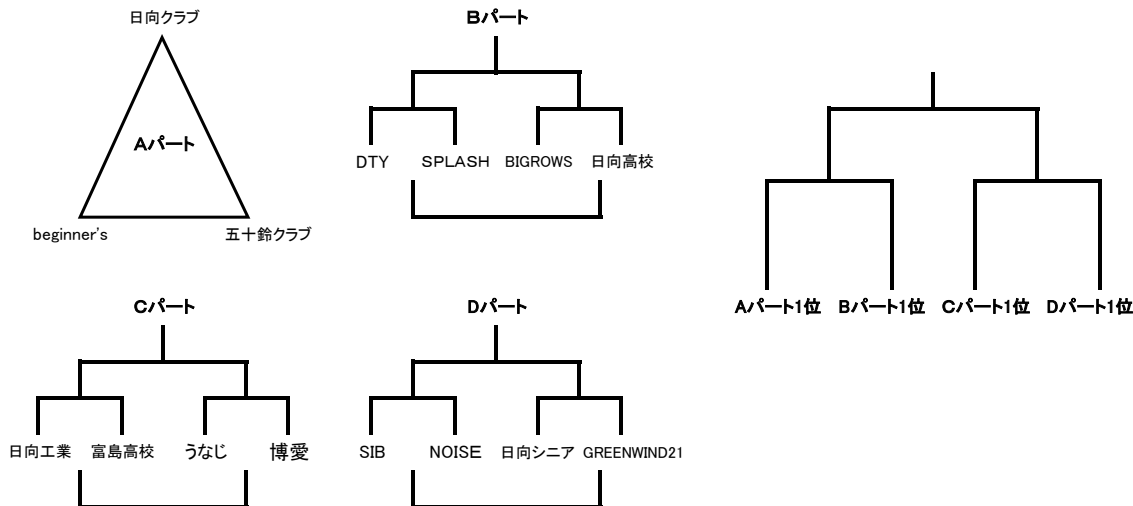 日向クラブ
Aパート
beginner's
五十鈴クラブ
Bパート
DTY
SPLASH
BIGROWS
日向高校
Aパート1位
Bパート1位
Cパート1位
Dパート1位
Cパート
日向工業
富島高校
うなじ
博愛
Dパート
SIB
NOISE
日向シニア
GREENWIND21